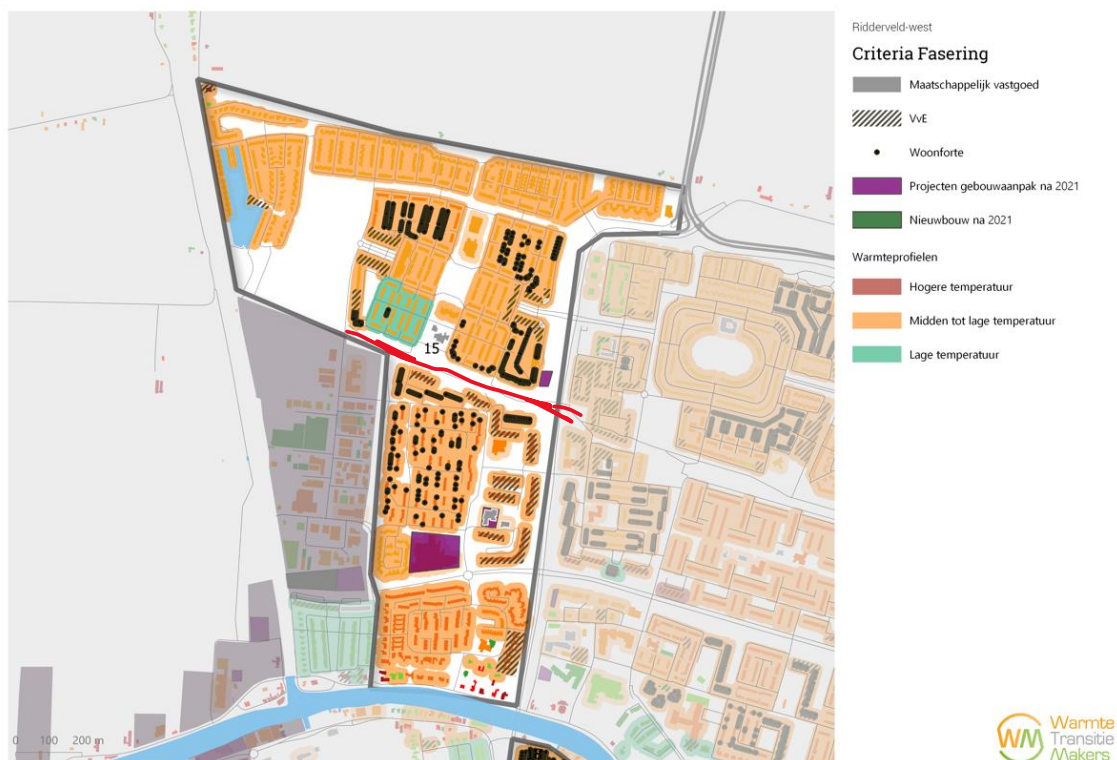 Ridderveld-west
Criteria Fasering
Maatschappelijk vastgoed
VvE
Woonforte
Projecten gebouwaanpak na 2021
Nieuwbouw na 2021
Warmteprofielen
Hogere temperatuur
Midden tot lage temperatuur
Lage temperatuur
15
0 100 200 m
WM
Warmte
Transitie
Makers